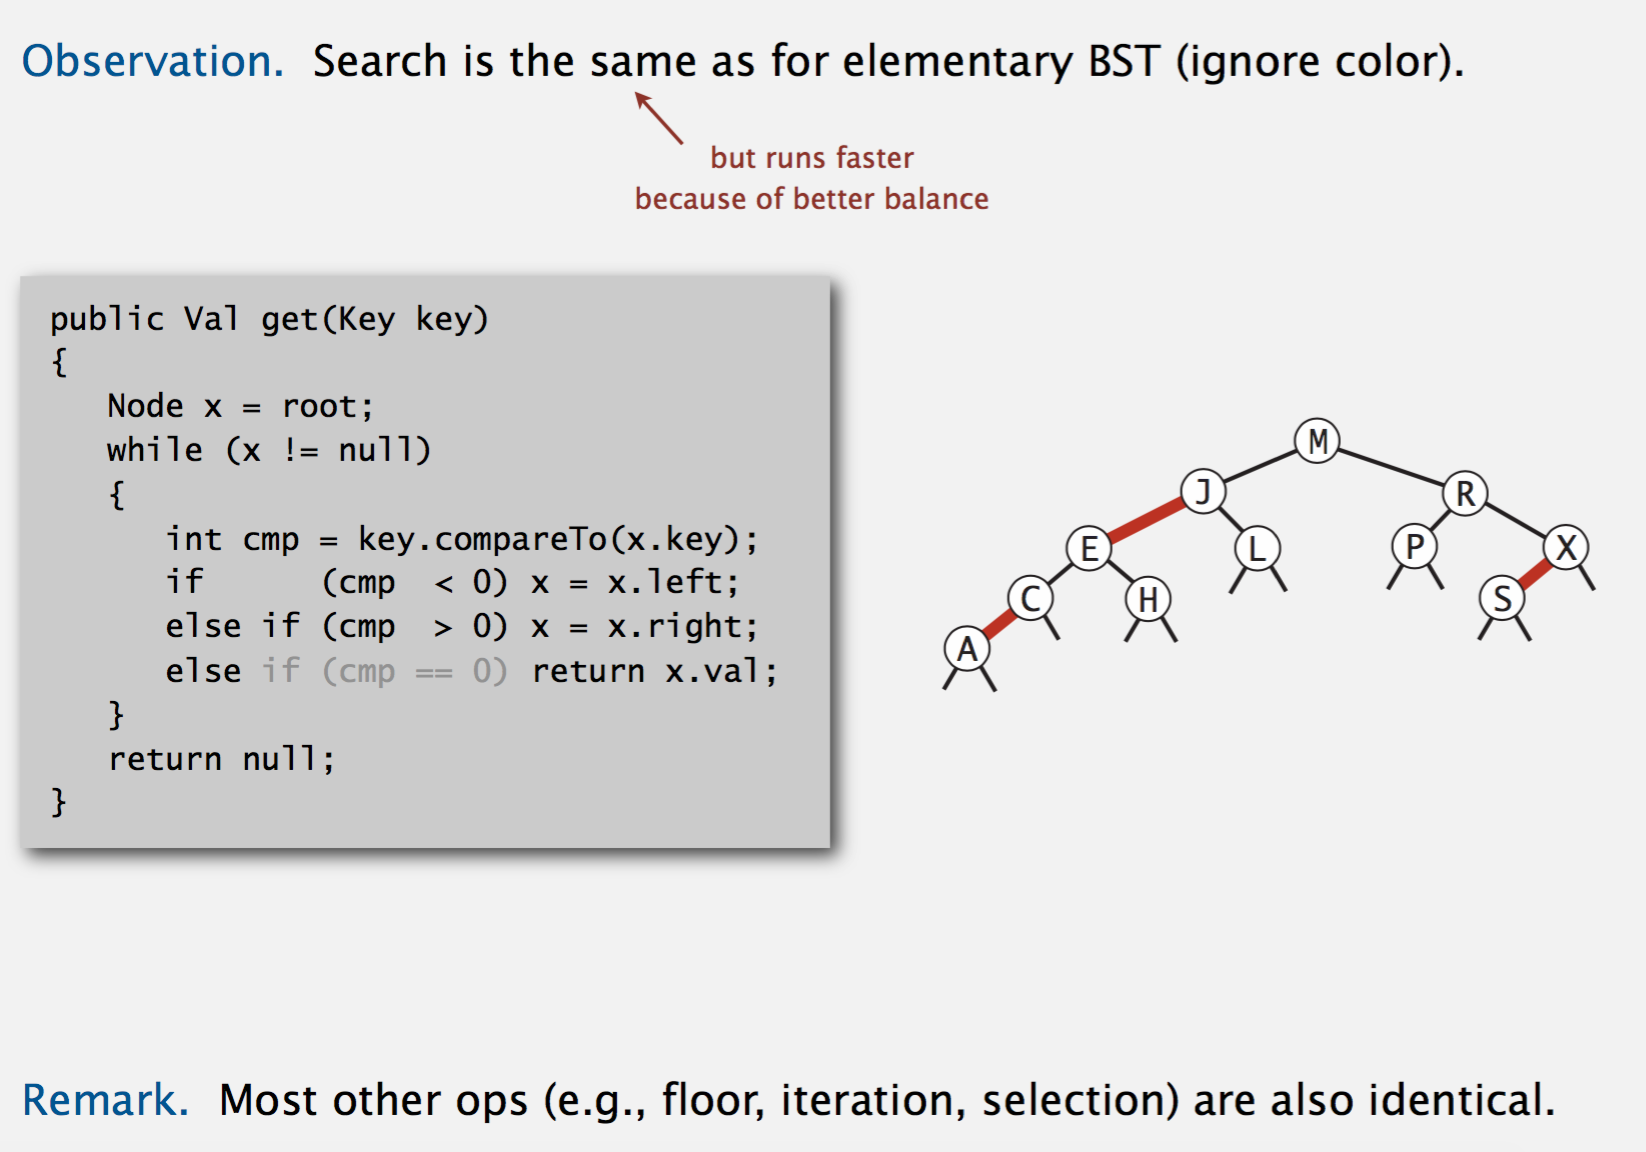 Observation. Search is the same as for elementary BST (ignore color).
but runs faster
because of better balance
public Val get(Key key)
{
   Node x = root;
   while (x != null)
   {
      int cmp = key.compareTo(x.key);
      if      (cmp  < 0) x = x.left;
      else if (cmp  > 0) x = x.right;
      else if (cmp == 0) return x.val;
   }
   return null;
}
M
J
R
E
L
P
X
C
H
S
A
Remark. Most other ops (e.g., floor, iteration, selection) are also identical.